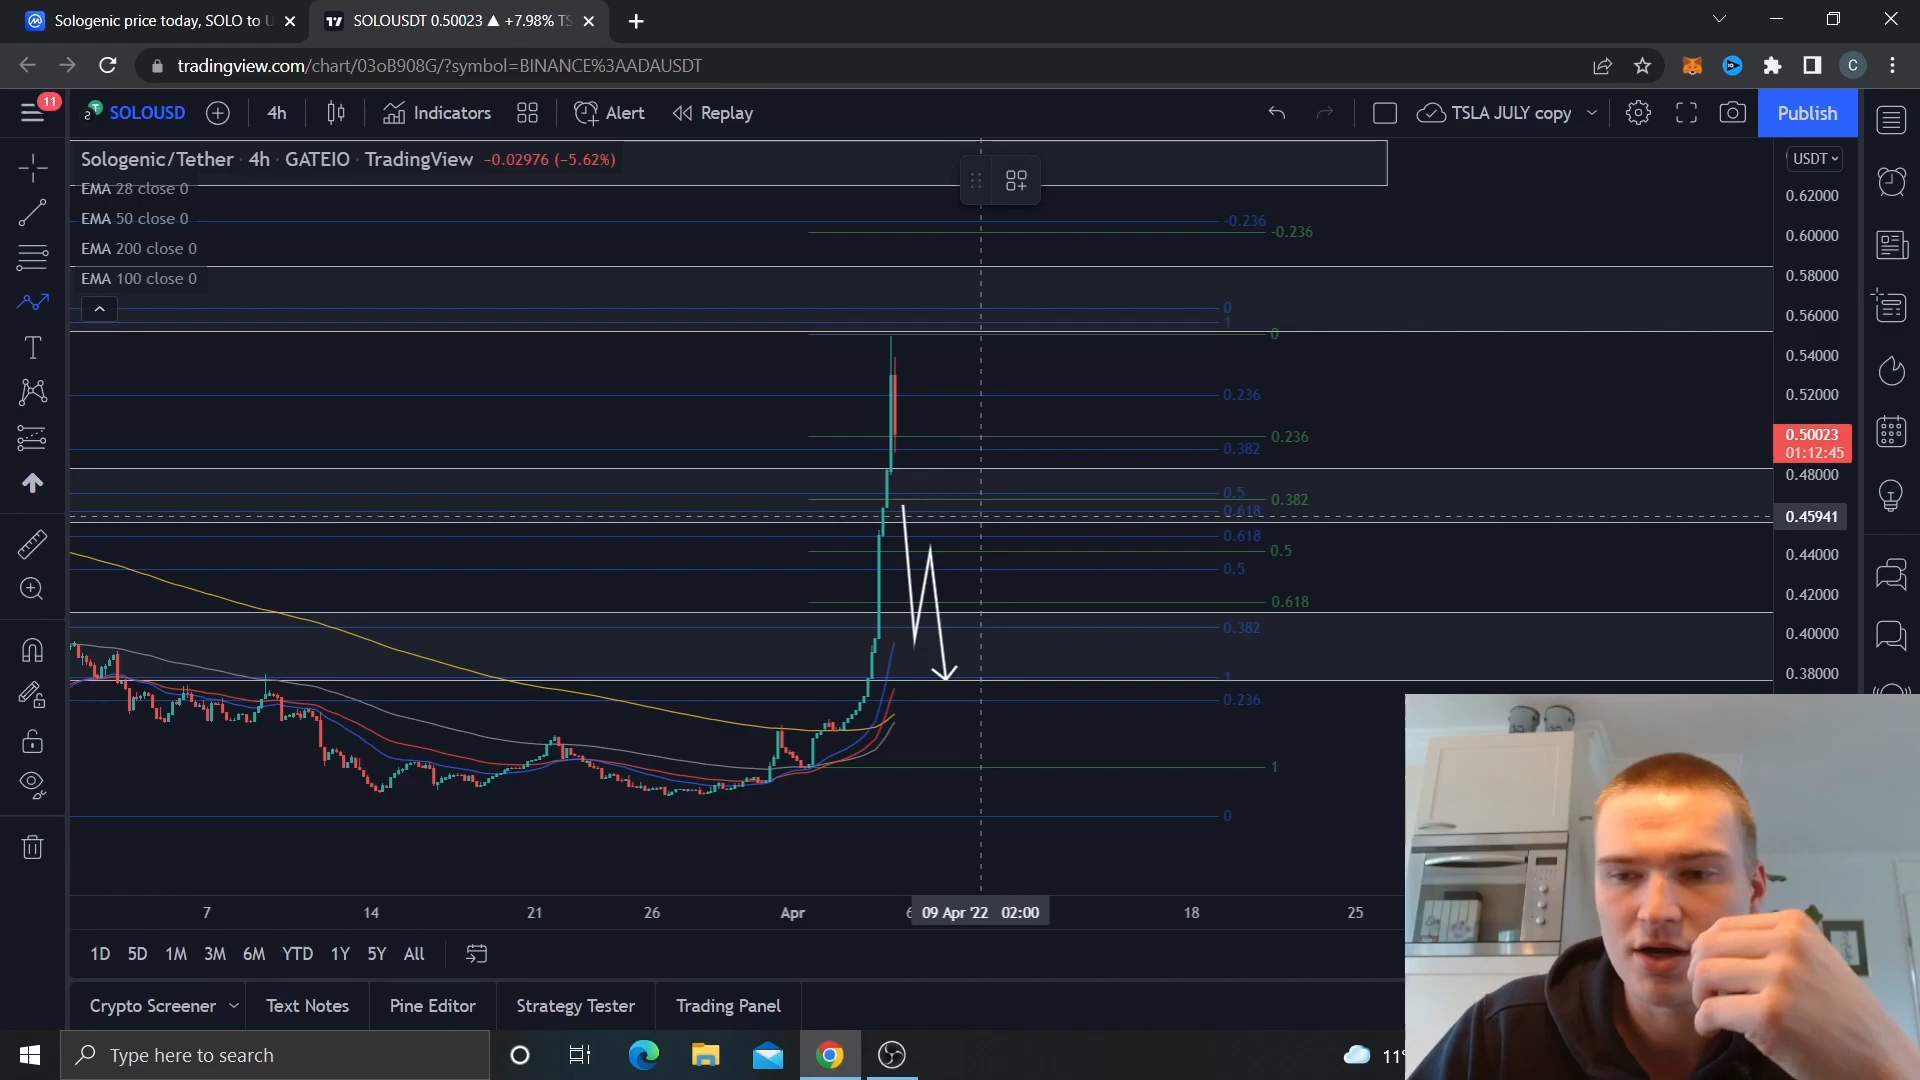 Sologenic price today, SOLO to U
SOLOUSDT 0.50023 ▲ +7.98% TS
tradingview.com/chart/03oB908G/?symbol=BINANCE%3AADAUSDT
C
11
SOLOUSD
4h
Indicators
Alert
Replay
TSLA JULY copy
Publish
Sologenic/Tether · 4h · GATEIO · TradingView −0.02976 (−5.62%)
USDT
EMA 28 close 0
EMA 50 close 0
EMA 200 close 0
EMA 100 close 0
0.62000
0.60000
0.58000
0.56000
0.54000
0.52000
0.50023
01:12:45
0.48000
0.45941
0.44000
0.42000
0.40000
0.38000
-0.236
-0.236
0
1
0
0.236
0.236
0.382
0.5
0.382
0.618
0.618
0.5
0.5
0.618
0.382
1
0.236
1
0
7
14
21
26
Apr
6
09 Apr '22 02:00
18
25
1D 5D 1M 3M 6M YTD 1Y 5Y All
Crypto Screener
Text Notes
Pine Editor
Strategy Tester
Trading Panel
Type here to search
11°